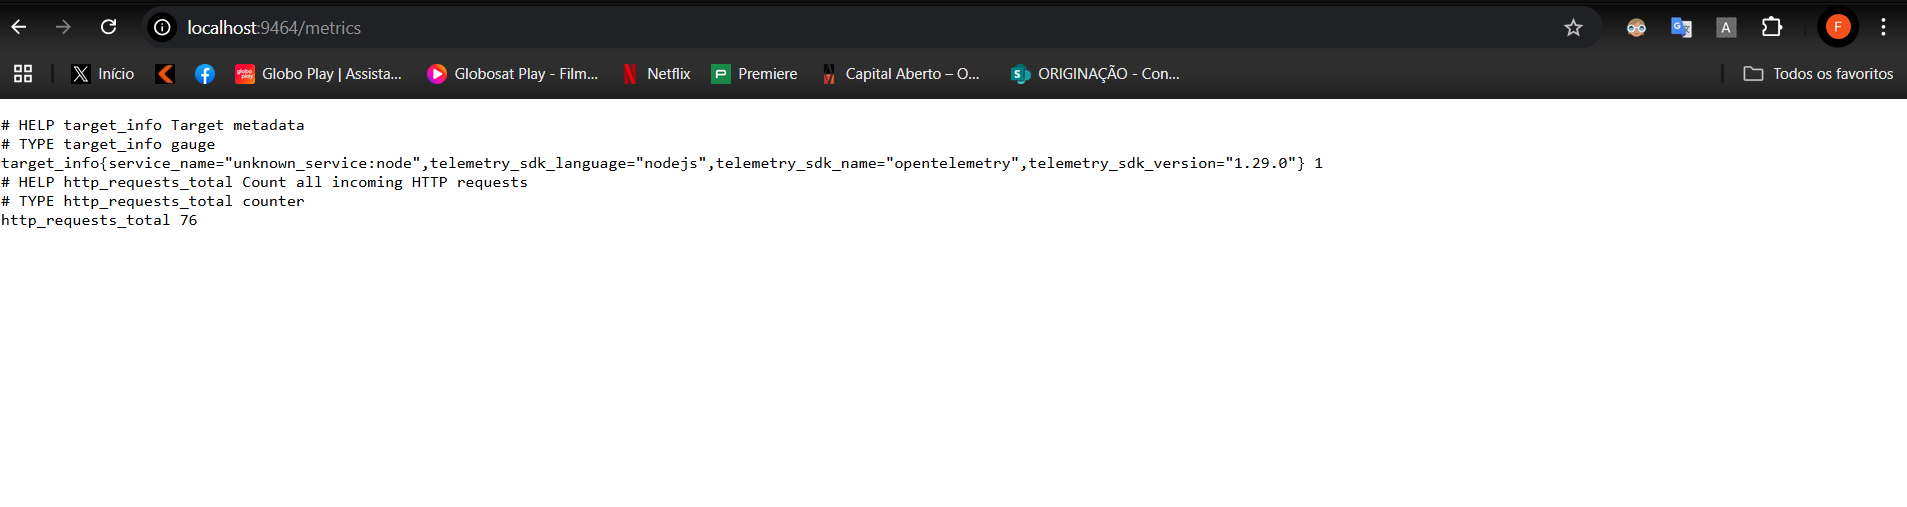 localhost:9464/metrics
A
F
Início
globo play
Globo Play | Assista...
Globosat Play - Film...
Netflix
P
Premiere
Capital Aberto – O...
S
ORIGINAÇÃO - Con...
Todos os favoritos
# HELP target_info Target metadata
# TYPE target_info gauge
target_info{service_name="unknown_service:node",telemetry_sdk_language="nodejs",telemetry_sdk_name="opentelemetry",telemetry_sdk_version="1.29.0"} 1
# HELP http_requests_total Count all incoming HTTP requests
# TYPE http_requests_total counter
http_requests_total 76